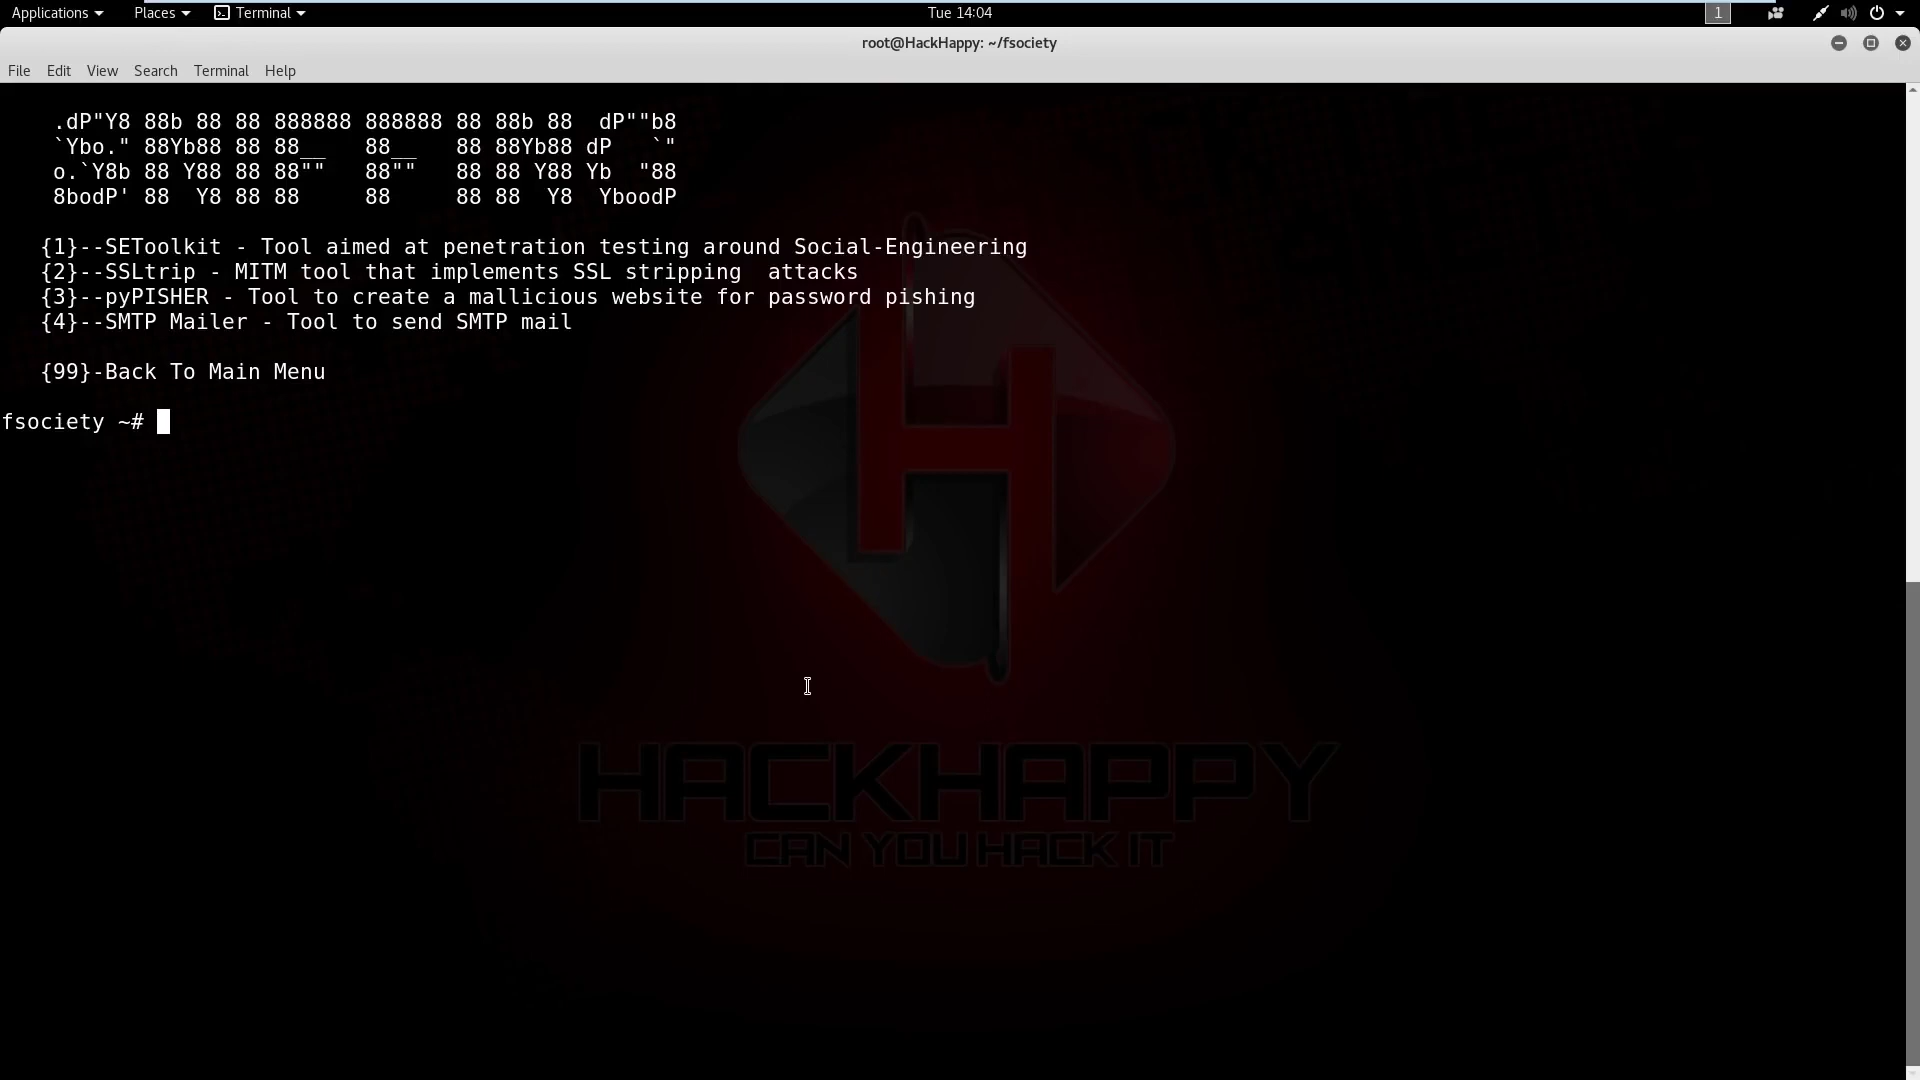 Applications Places Terminal Tue 14:04 1
root@HackHappy: ~/fsociety
File Edit View Search Terminal Help
.dP"Y8 88b 88 88 888888 888888 88 88b 88  dP""b8
`Ybo." 88Yb88 88 88__   88__   88 88Yb88 dP   `"
o.`Y8b 88 Y88 88 88""   88""   88 88 Y88 Yb  "88
8bodP' 88  Y8 88 88     88     88 88  Y8  YboodP
{1}--SEToolkit - Tool aimed at penetration testing around Social-Engineering
{2}--SSLtrip - MITM tool that implements SSL stripping  attacks
{3}--pyPISHER - Tool to create a mallicious website for password pishing
{4}--SMTP Mailer - Tool to send SMTP mail
{99}-Back To Main Menu
fsociety ~#
H
HACKHAPPY
CAN YOU HACK IT